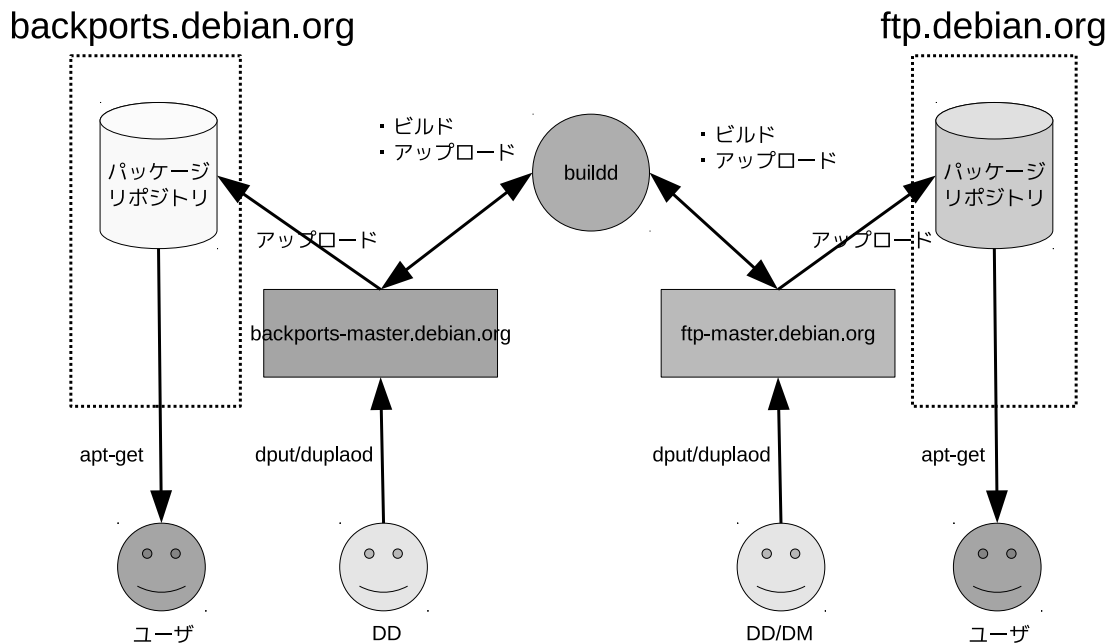 backports.debian.org
ftp.debian.org
・ビルド
・アップロード
・ビルド
・アップロード
buildd
パッケージ
リポジトリ
パッケージ
リポジトリ
アップロード
アップロード
backports-master.debian.org
ftp-master.debian.org
apt-get
dput/duplaod
dput/duplaod
apt-get
ユーザ
DD
DD/DM
ユーザ